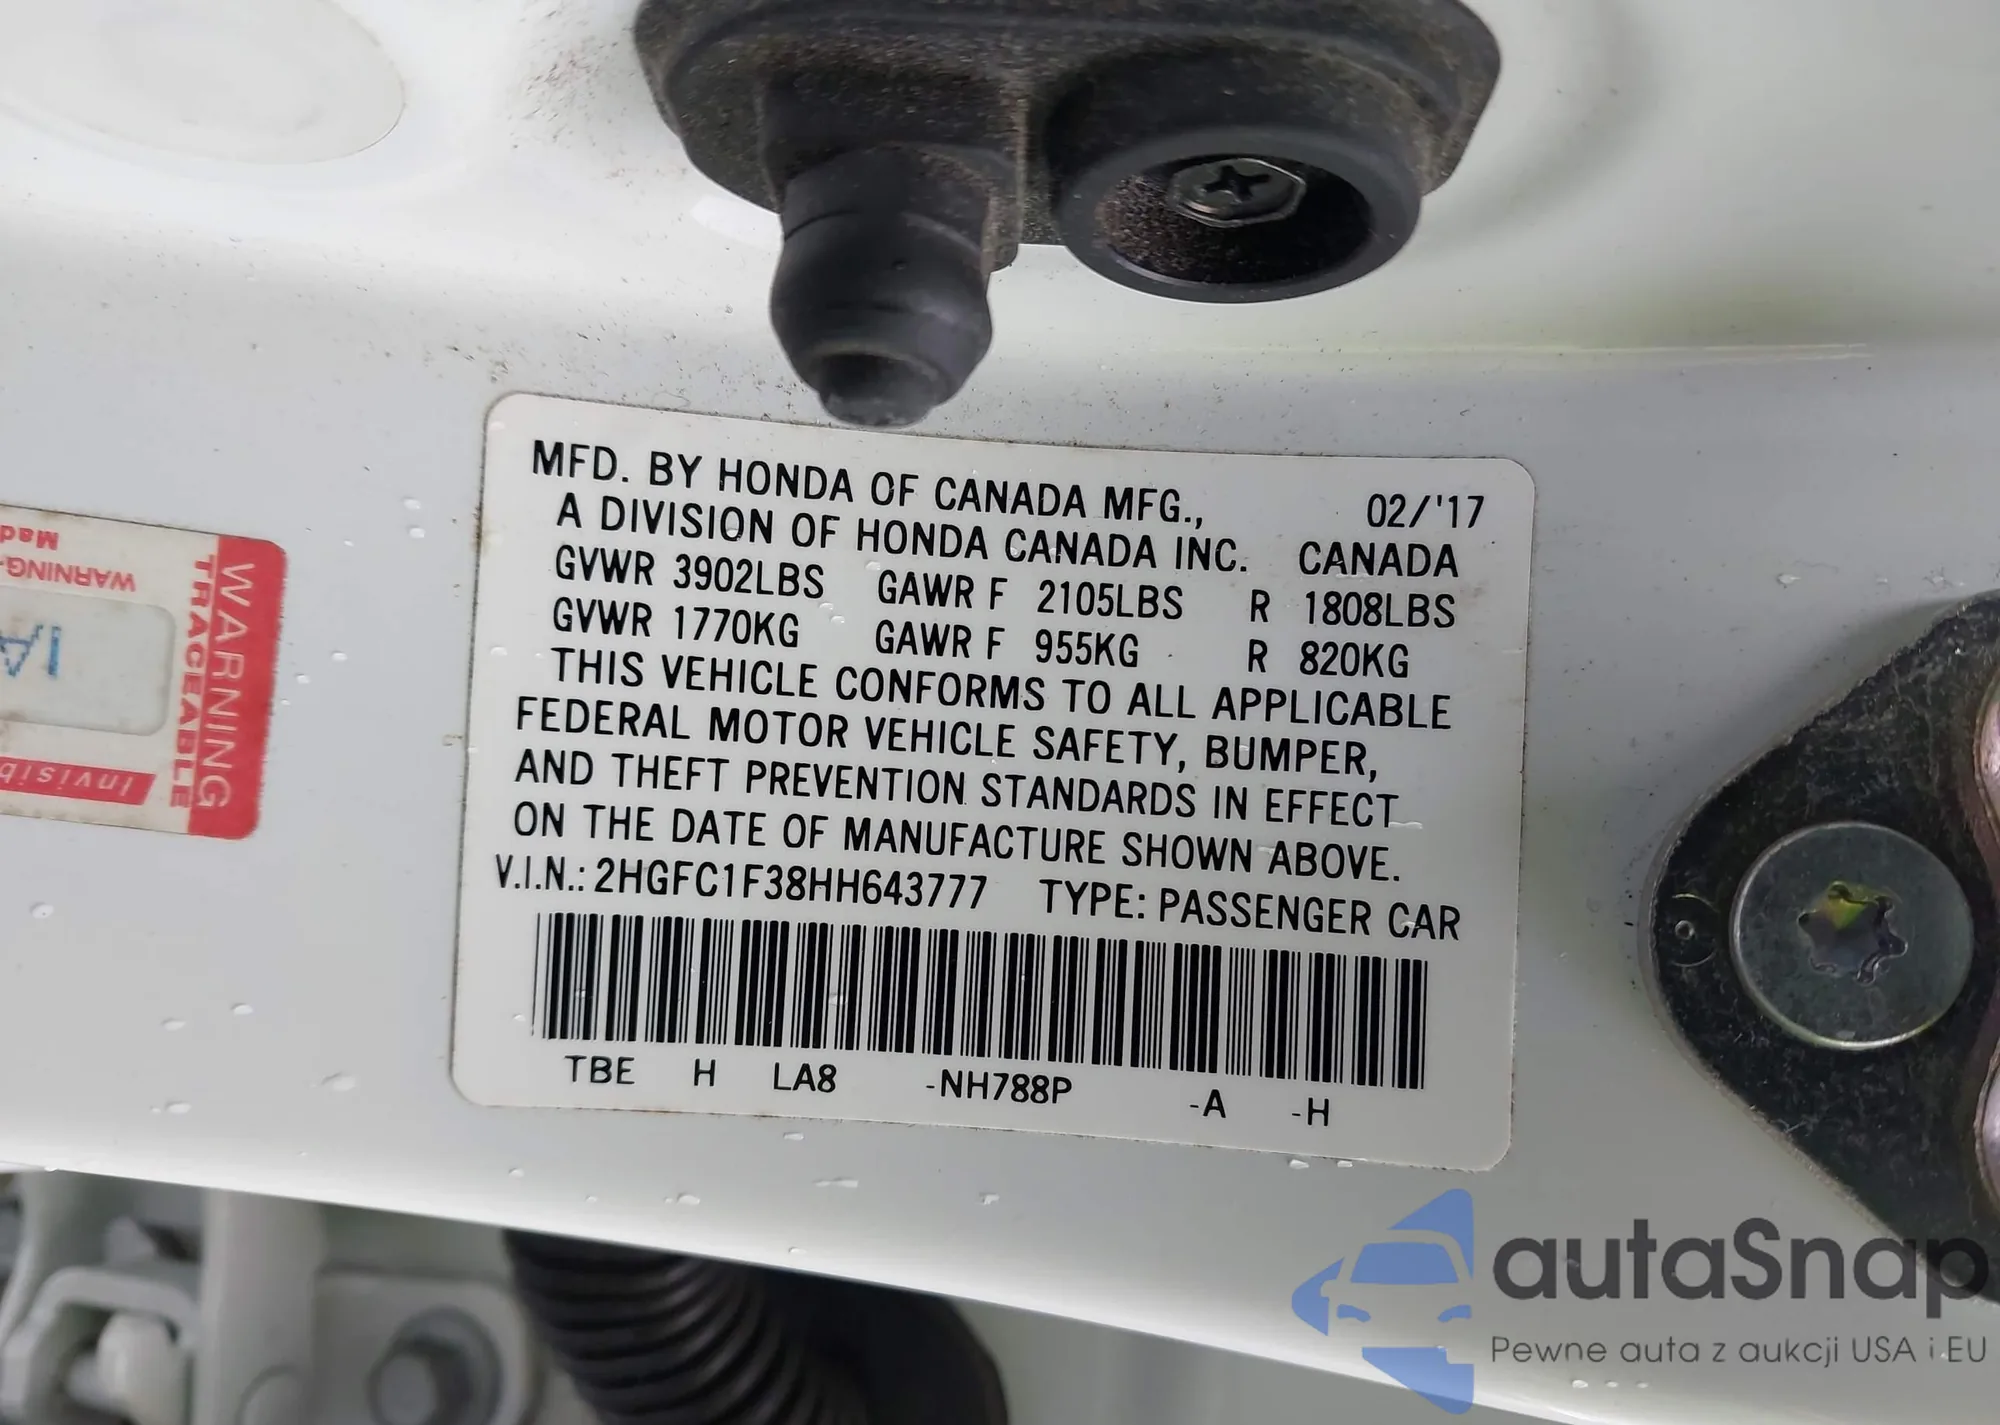 MFD. BY HONDA OF CANADA MFG., 02/'17
A DIVISION OF HONDA CANADA INC. CANADA
GVWR 3902LBS GAWR F 2105LBS R 1808LBS
GVWR 1770KG GAWR F 955KG R 820KG
THIS VEHICLE CONFORMS TO ALL APPLICABLE
FEDERAL MOTOR VEHICLE SAFETY, BUMPER,
AND THEFT PREVENTION STANDARDS IN EFFECT
ON THE DATE OF MANUFACTURE SHOWN ABOVE.
V.I.N.: 2HGFC1F38HH643777 TYPE: PASSENGER CAR
TBE H LA8 -NH788P -A -H
WARNING
TRACEABLE
WARNING-
Mad
Invisib
autaSnap
Pewne auta z aukcji USA i EU